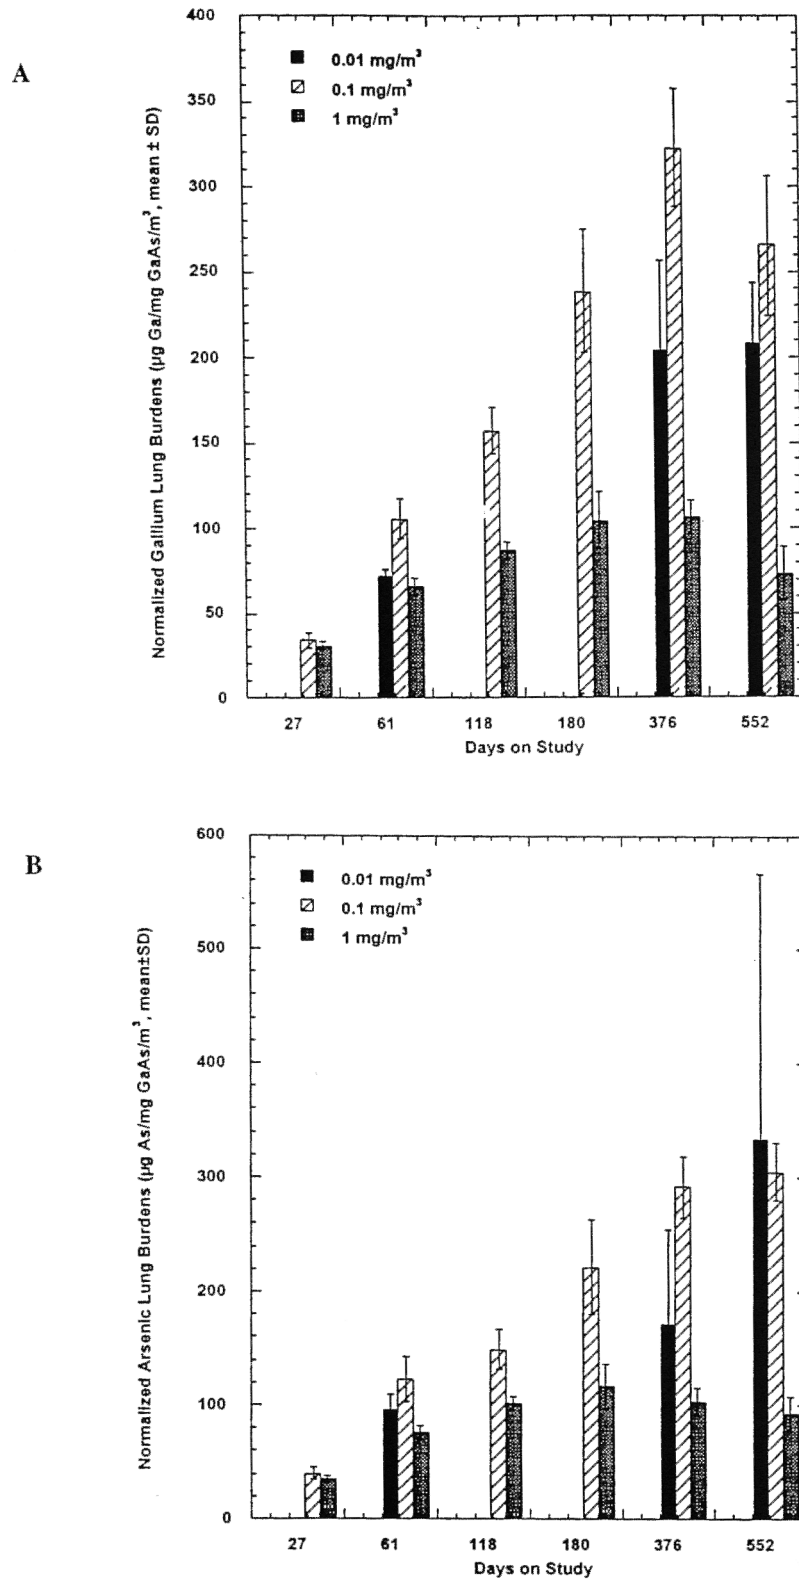 A
400
350
300
250
200
150
100
50
0
Normalized Gallium Lung Burdens (µg Ga/mg GaAs/m³, mean ± SD)
0.01 mg/m³
0.1 mg/m³
1 mg/m³
27 61 118 180 376 552
Days on Study
B
600
500
400
300
200
100
0
Normalized Arsenic Lung Burdens (µg As/mg GaAs/m³, mean±SD)
0.01 mg/m³
0.1 mg/m³
1 mg/m³
27 61 118 180 376 552
Days on Study